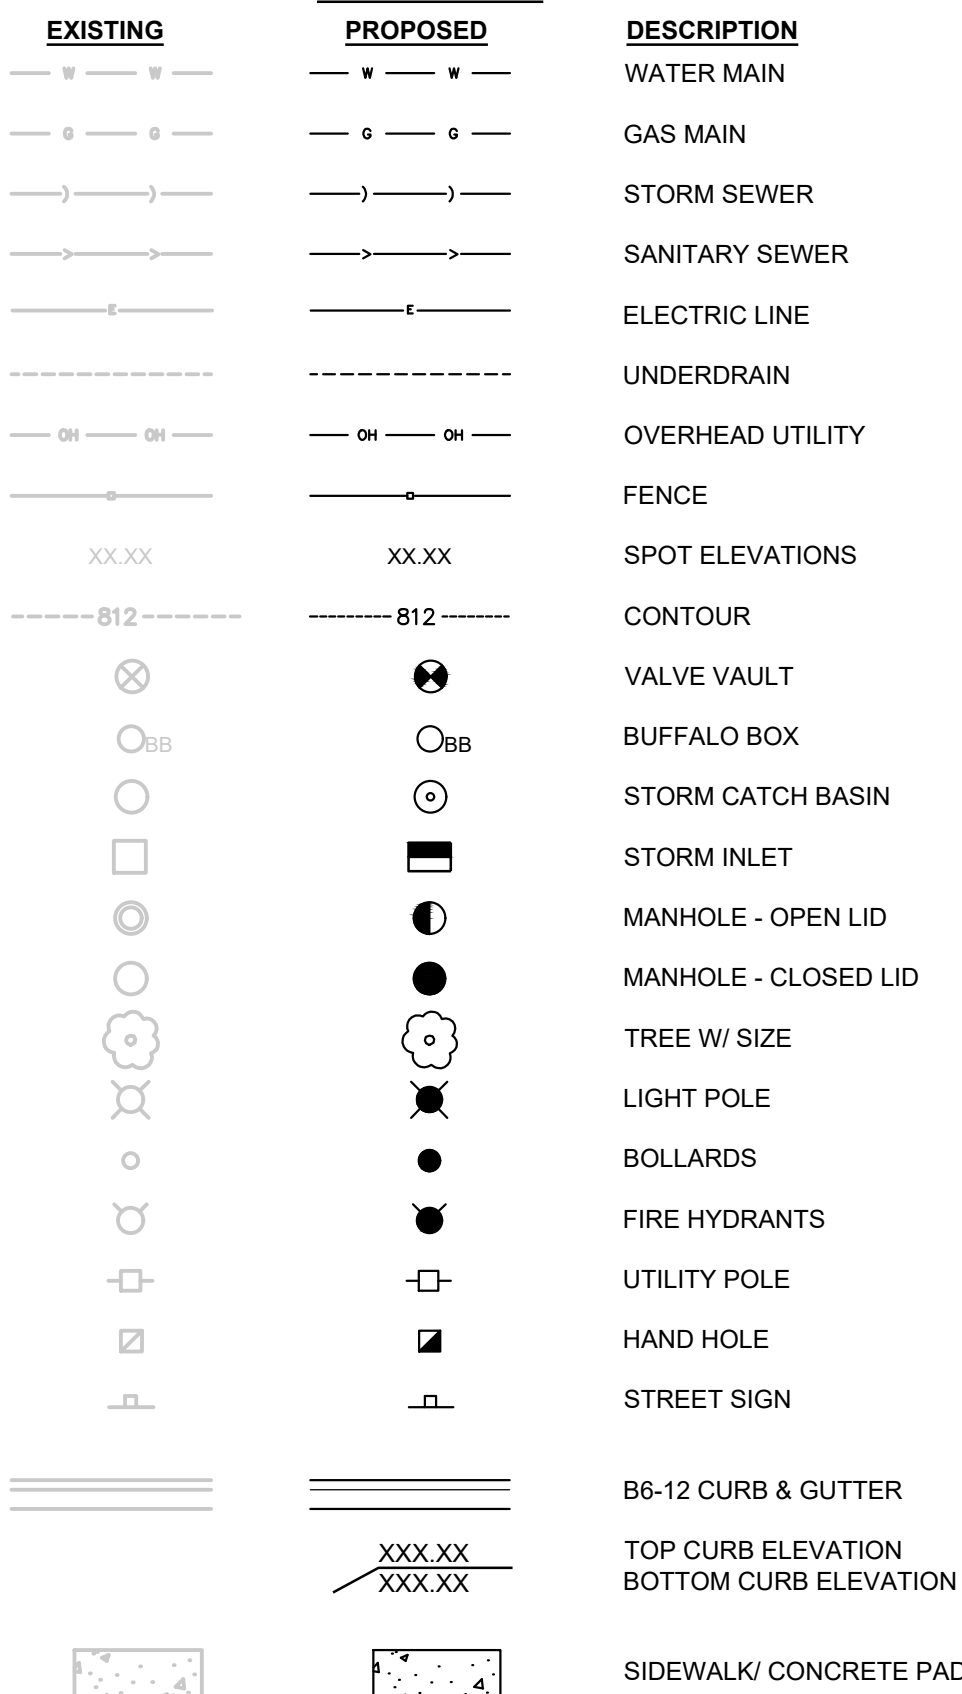 EXISTING PROPOSED DESCRIPTION
W W W W WATER MAIN
G G G G GAS MAIN
STORM SEWER
SANITARY SEWER
E E ELECTRIC LINE
UNDERDRAIN
OH OH OH OH OVERHEAD UTILITY
FENCE
XX.XX XX.XX SPOT ELEVATIONS
812 812 CONTOUR
VALVE VAULT
BB BB BUFFALO BOX
STORM CATCH BASIN
STORM INLET
MANHOLE - OPEN LID
MANHOLE - CLOSED LID
TREE W/ SIZE
LIGHT POLE
BOLLARDS
FIRE HYDRANTS
UTILITY POLE
HAND HOLE
STREET SIGN
B6-12 CURB & GUTTER
XXX.XX TOP CURB ELEVATION
XXX.XX BOTTOM CURB ELEVATION
SIDEWALK/ CONCRETE PAD